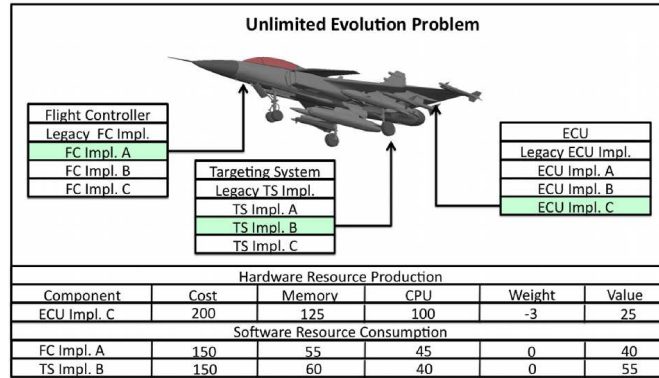 Unlimited Evolution Problem
Flight Controller
Legacy FC Impl.
FC Impl. A
FC Impl. B
FC Impl. C
Targeting System
Legacy TS Impl.
TS Impl. A
TS Impl. B
TS Impl. C
ECU
Legacy ECU Impl.
ECU Impl. A
ECU Impl. B
ECU Impl. C
Hardware Resource Production
Component Cost Memory CPU Weight Value
ECU Impl. C 200 125 100 -3 25
Software Resource Consumption
FC Impl. A 150 55 45 0 40
TS Impl. B 150 60 40 0 55